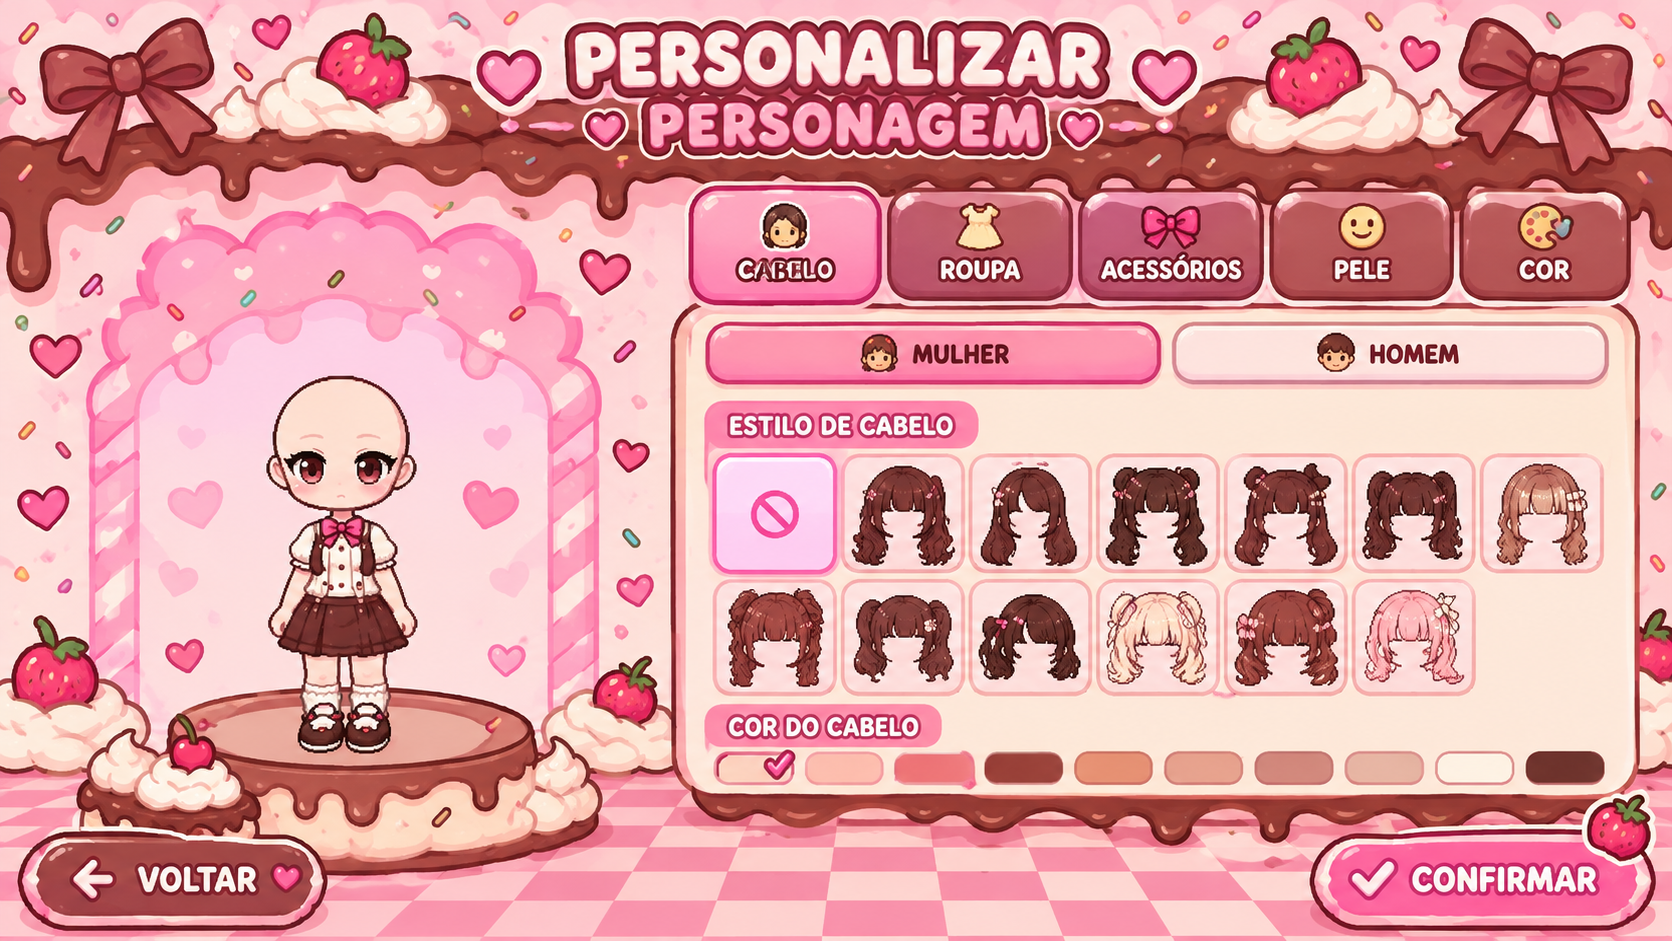 PERSONALIZAR
PERSONAGEM
CABELO
ROUPA
ACESSÓRIOS
PELE
COR
MULHER
HOMEM
ESTILO DE CABELO
COR DO CABELO
VOLTAR
CONFIRMAR